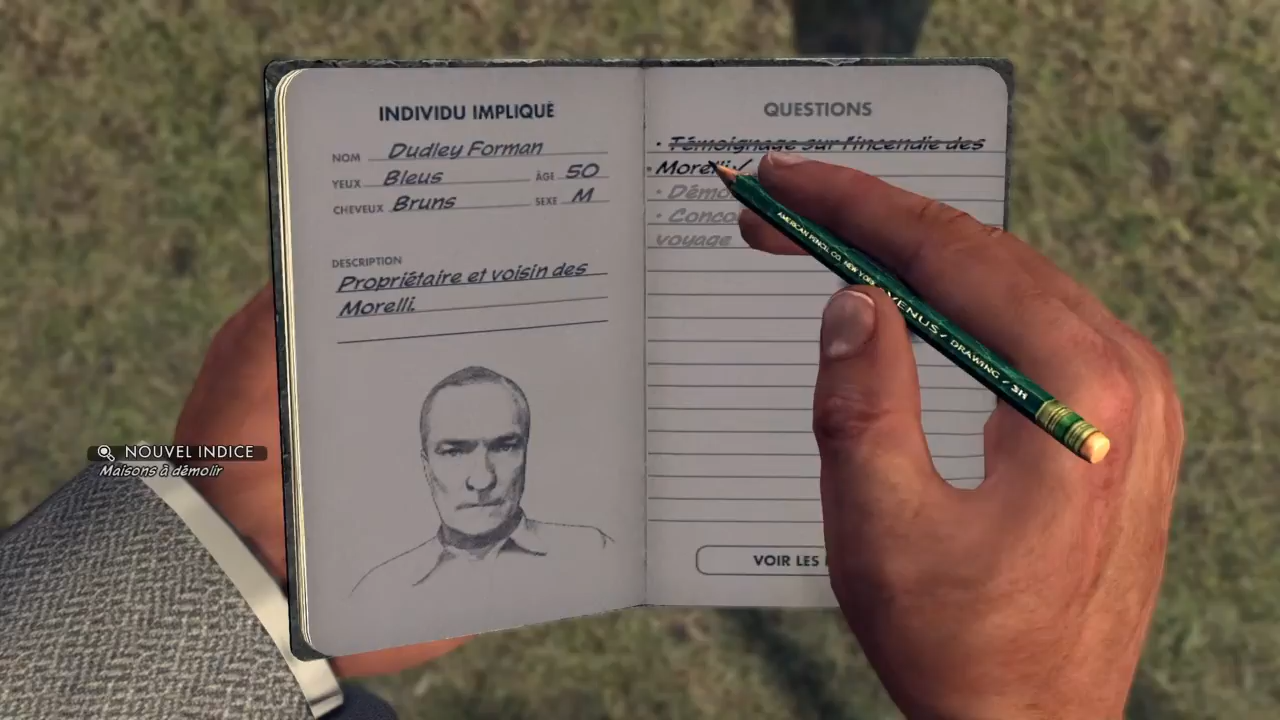 INDIVIDU IMPLIQUÉ
NOM Dudley Forman
YEUX Bleus ÂGE 50
CHEVEUX Bruns SEXE M
DESCRIPTION
Propriétaire et voisin des
Morelli.
QUESTIONS
• Témoignage sur l'incendie des
Morelli ✓
• Démo
• Conco
voyage
VOIR LES
AMERICAN PENCIL CO. NEW YORK VENUS / DRAWING / 2H
NOUVEL INDICE
Maisons à démolir